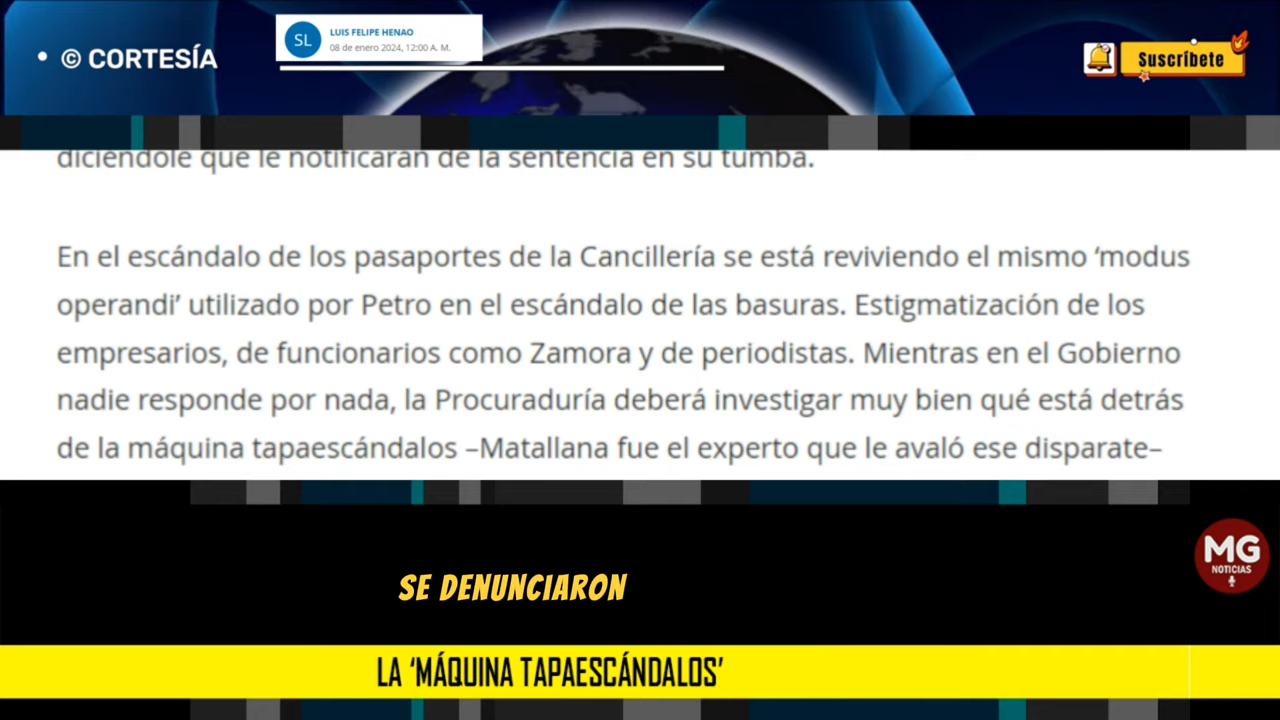 • © CORTESÍA
SL
LUIS FELIPE HENAO
08 de enero 2024, 12:00 A. M.
Suscríbete
diciéndole que le notificarán de la sentencia en su tumba.
En el escándalo de los pasaportes de la Cancillería se está reviviendo el mismo ‘modus
operandi’ utilizado por Petro en el escándalo de las basuras. Estigmatización de los
empresarios, de funcionarios como Zamora y de periodistas. Mientras en el Gobierno
nadie responde por nada, la Procuraduría deberá investigar muy bien qué está detrás
de la máquina tapaescándalos –Matallana fue el experto que le avaló ese disparate–
MG
NOTICIAS
SE DENUNCIARON
LA ‘MÁQUINA TAPAESCÁNDALOS’